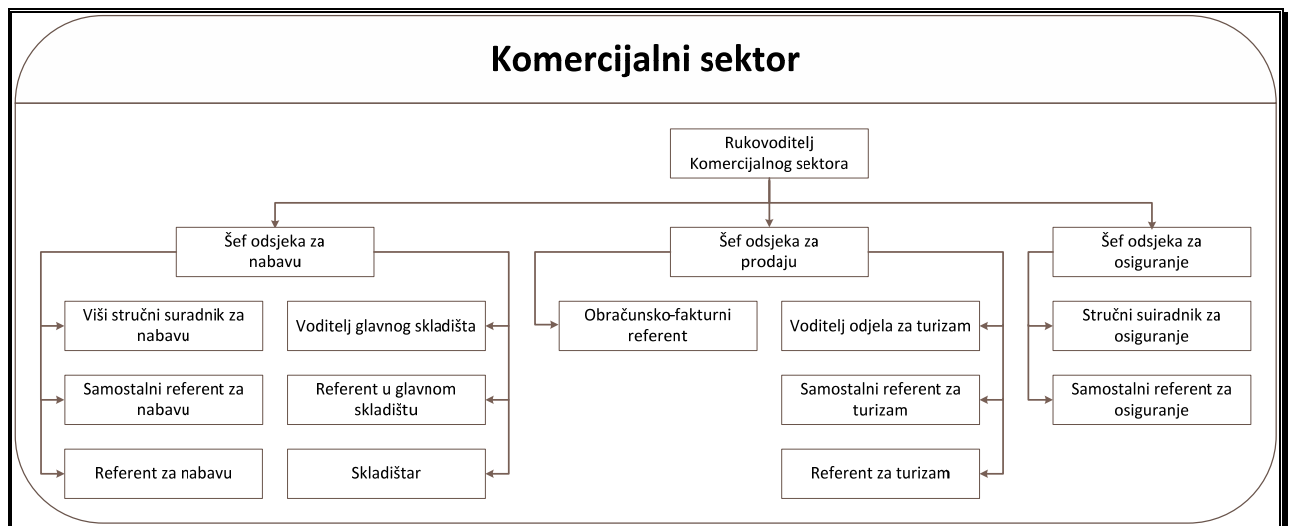 Komercijalni sektor
Rukovoditelj
Komercijalnog sektora
Šef odsjeka za
nabavu
Šef odsjeka za
prodaju
Šef odsjeka za
osiguranje
Viši stručni suradnik za
nabavu
Voditelj glavnog skladišta
Obračunsko-fakturni
referent
Voditelj odjela za turizam
Stručni suiradnik za
osiguranje
Samostalni referent za
nabavu
Referent u glavnom
skladištu
Samostalni referent za
turizam
Samostalni referent za
osiguranje
Referent za nabavu
Skladištar
Referent za turizam